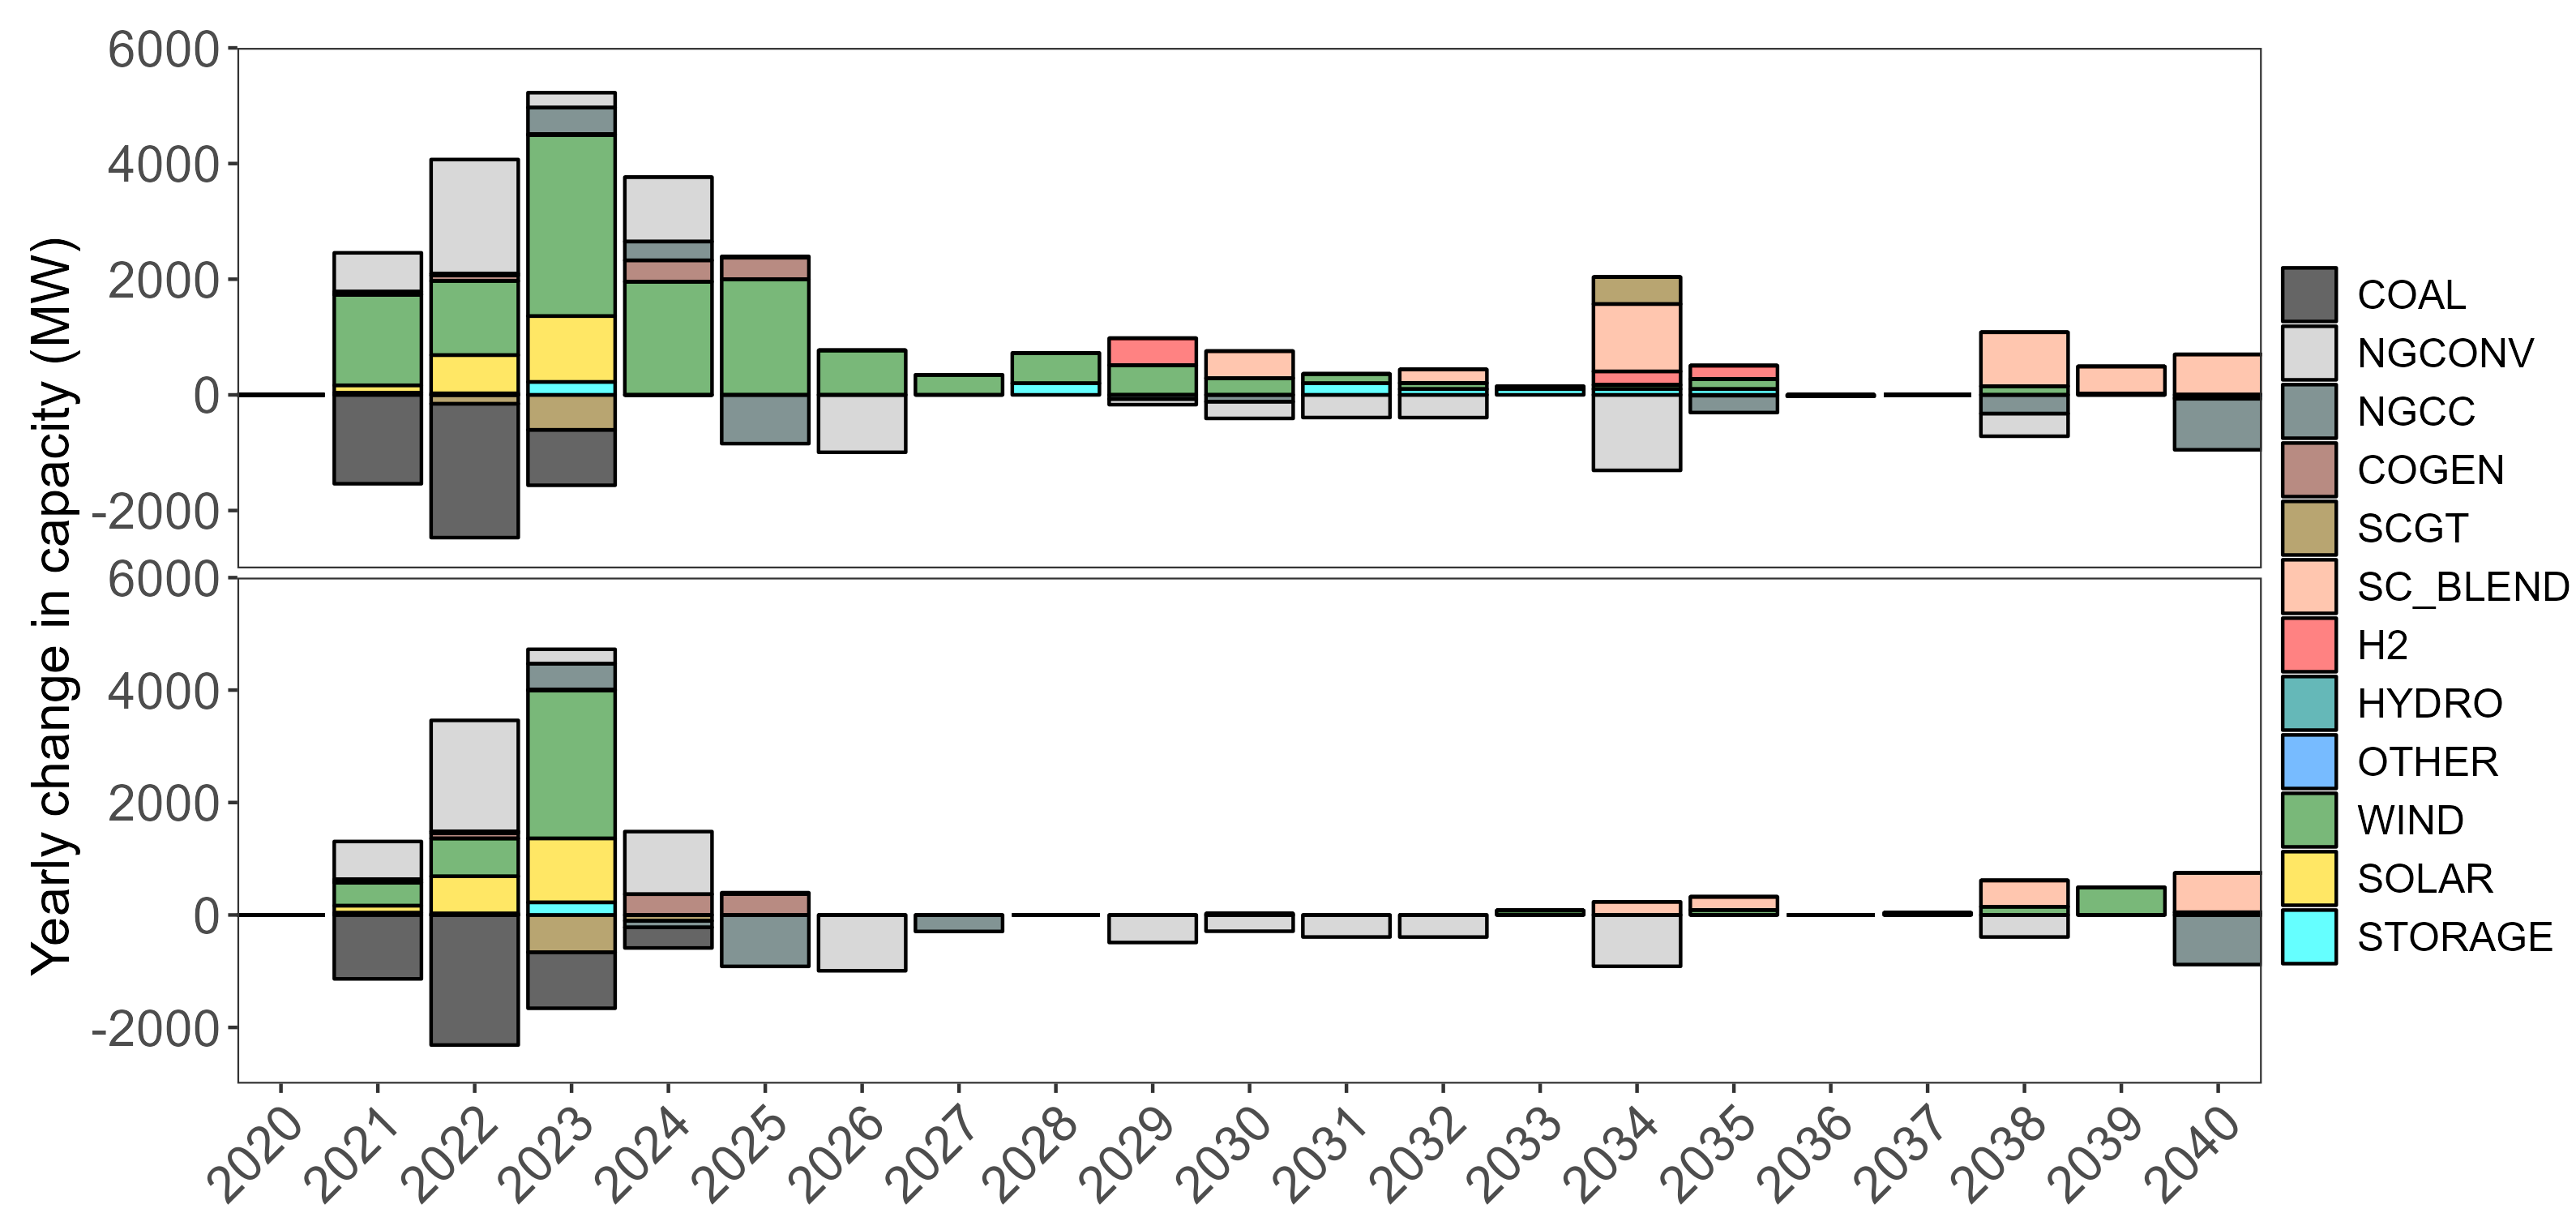 Yearly change in capacity (MW)
6000
4000
2000
0
-2000
6000
4000
2000
0
-2000
2020
2021
2022
2023
2024
2025
2026
2027
2028
2029
2030
2031
2032
2033
2034
2035
2036
2037
2038
2039
2040
COAL
NGCONV
NGCC
COGEN
SCGT
SC_BLEND
H2
HYDRO
OTHER
WIND
SOLAR
STORAGE